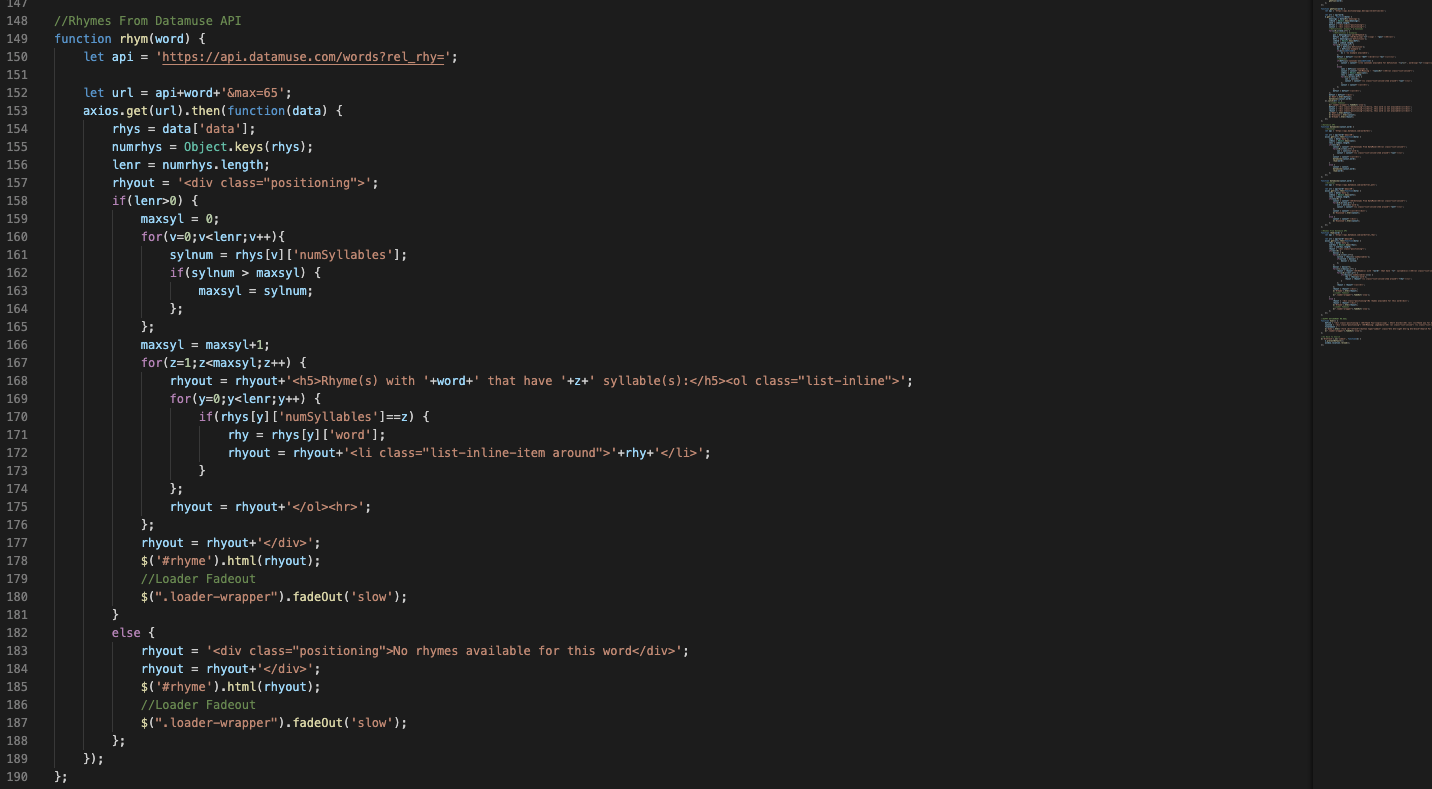 147
148 //Rhymes From Datamuse API
149 function rhym(word) {
150 let api = 'https://api.datamuse.com/words?rel_rhy=';
151
152 let url = api+word+'&max=65';
153 axios.get(url).then(function(data) {
154 rhys = data['data'];
155 numrhys = Object.keys(rhys);
156 lenr = numrhys.length;
157 rhyout = '<div class="positioning">';
158 if(lenr>0) {
159 maxsyl = 0;
160 for(v=0;v<lenr;v++){
161 sylnum = rhys[v]['numSyllables'];
162 if(sylnum > maxsyl) {
163 maxsyl = sylnum;
164 };
165 };
166 maxsyl = maxsyl+1;
167 for(z=1;z<maxsyl;z++) {
168 rhyout = rhyout+'<h5>Rhyme(s) with '+word+' that have '+z+' syllable(s):</h5><ol class="list-inline">';
169 for(y=0;y<lenr;y++) {
170 if(rhys[y]['numSyllables']==z) {
171 rhy = rhys[y]['word'];
172 rhyout = rhyout+'<li class="list-inline-item around">'+rhy+'</li>';
173 }
174 };
175 rhyout = rhyout+'</ol><hr>';
176 };
177 rhyout = rhyout+'</div>';
178 $('#rhyme').html(rhyout);
179 //Loader Fadeout
180 $(".loader-wrapper").fadeOut('slow');
181 }
182 else {
183 rhyout = '<div class="positioning">No rhymes available for this word</div>';
184 rhyout = rhyout+'</div>';
185 $('#rhyme').html(rhyout);
186 //Loader Fadeout
187 $(".loader-wrapper").fadeOut('slow');
188 };
189 });
190 };